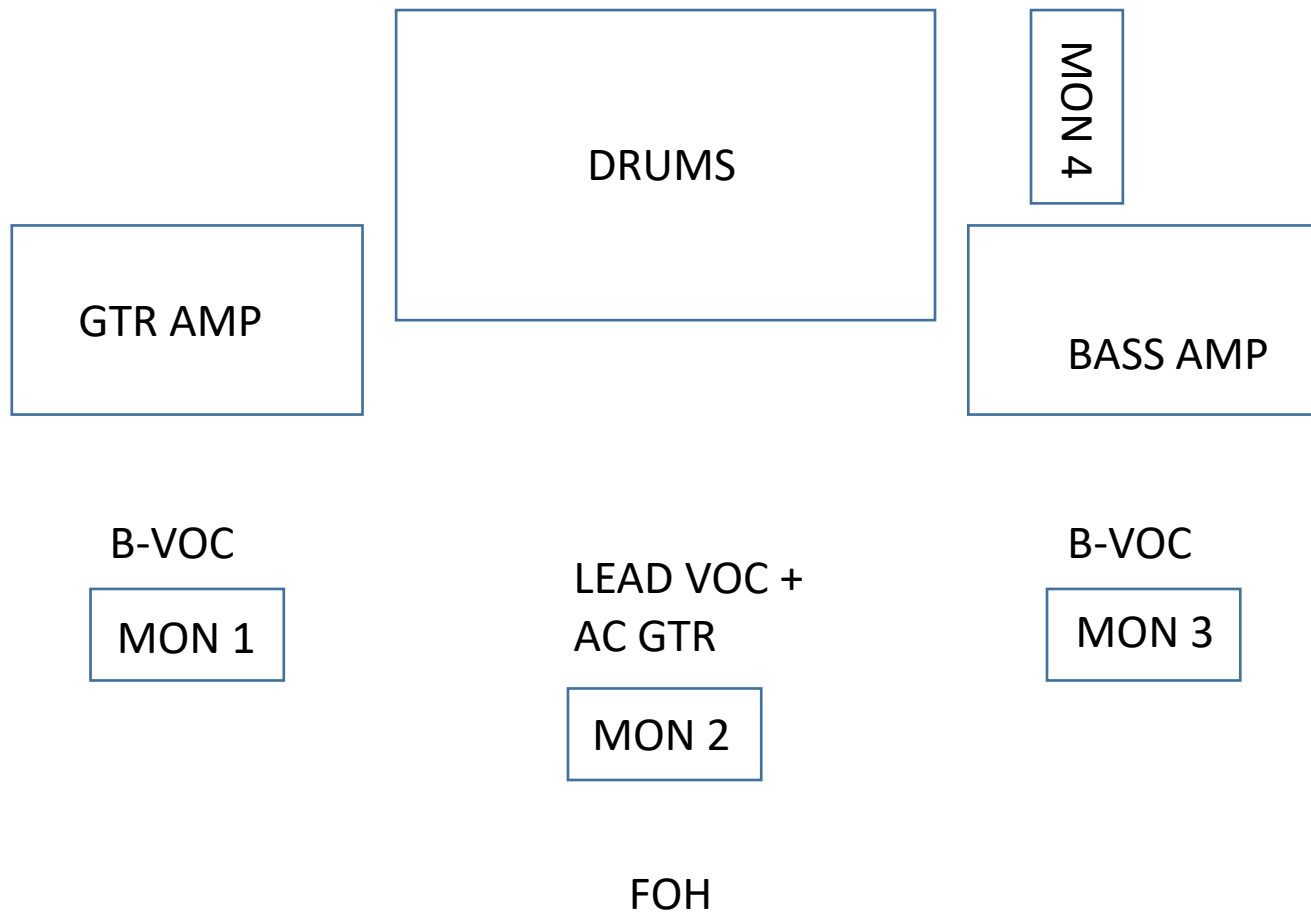 MON 4
DRUMS
GTR AMP
BASS AMP
B-VOC
B-VOC
LEAD VOC +
AC GTR
MON 1
MON 3
MON 2
FOH